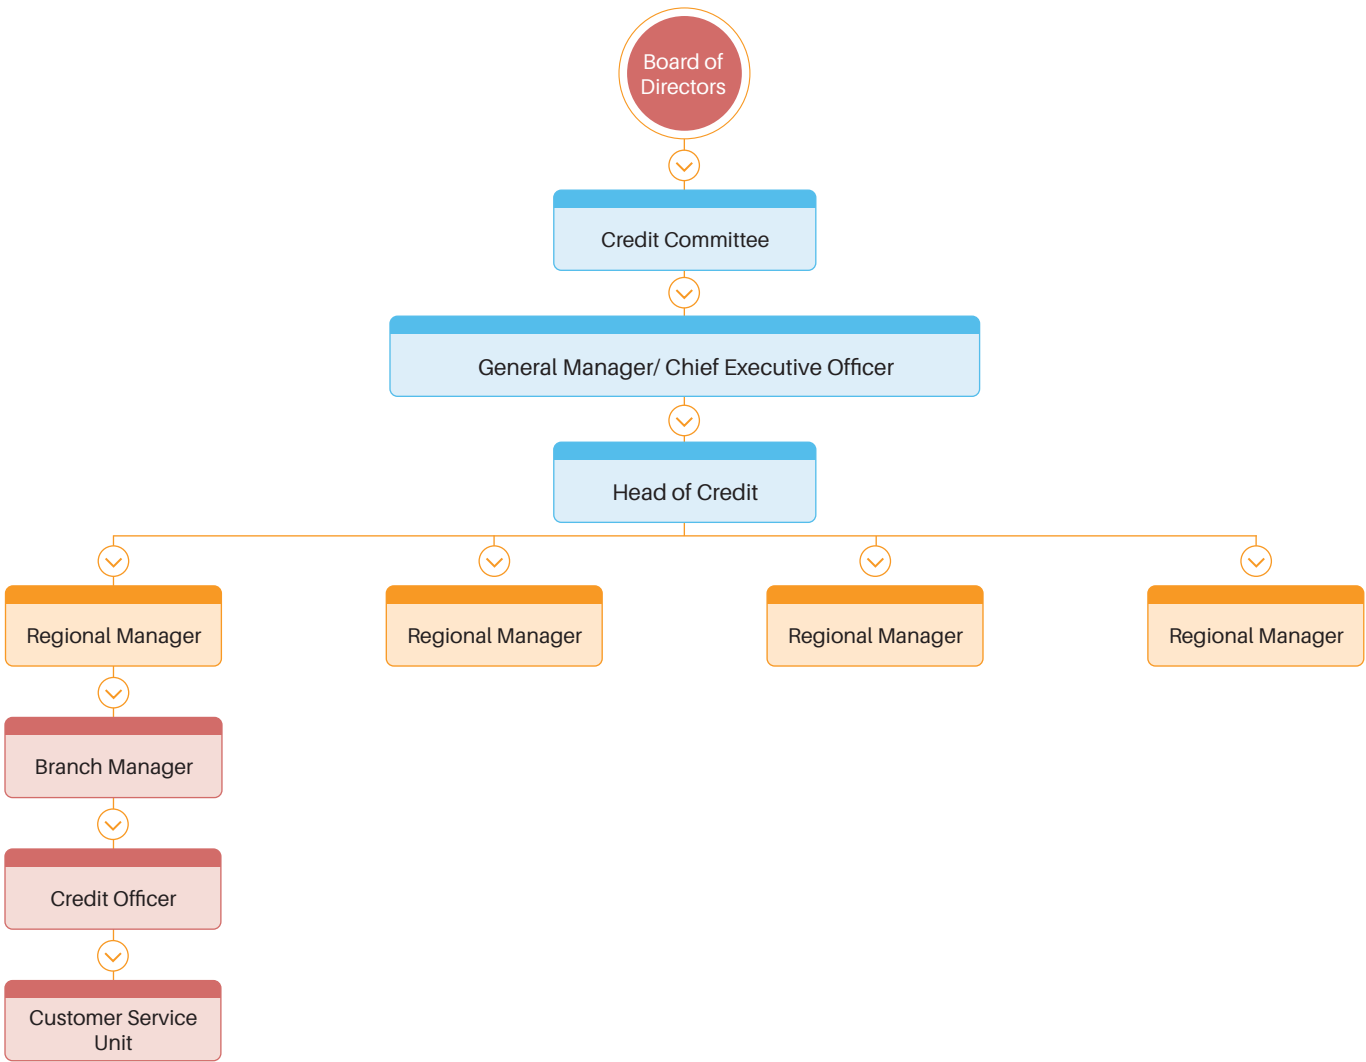 Board of
Directors
Credit Committee
General Manager/ Chief Executive Officer
Head of Credit
Regional Manager
Regional Manager
Regional Manager
Regional Manager
Branch Manager
Credit Officer
Customer Service
Unit